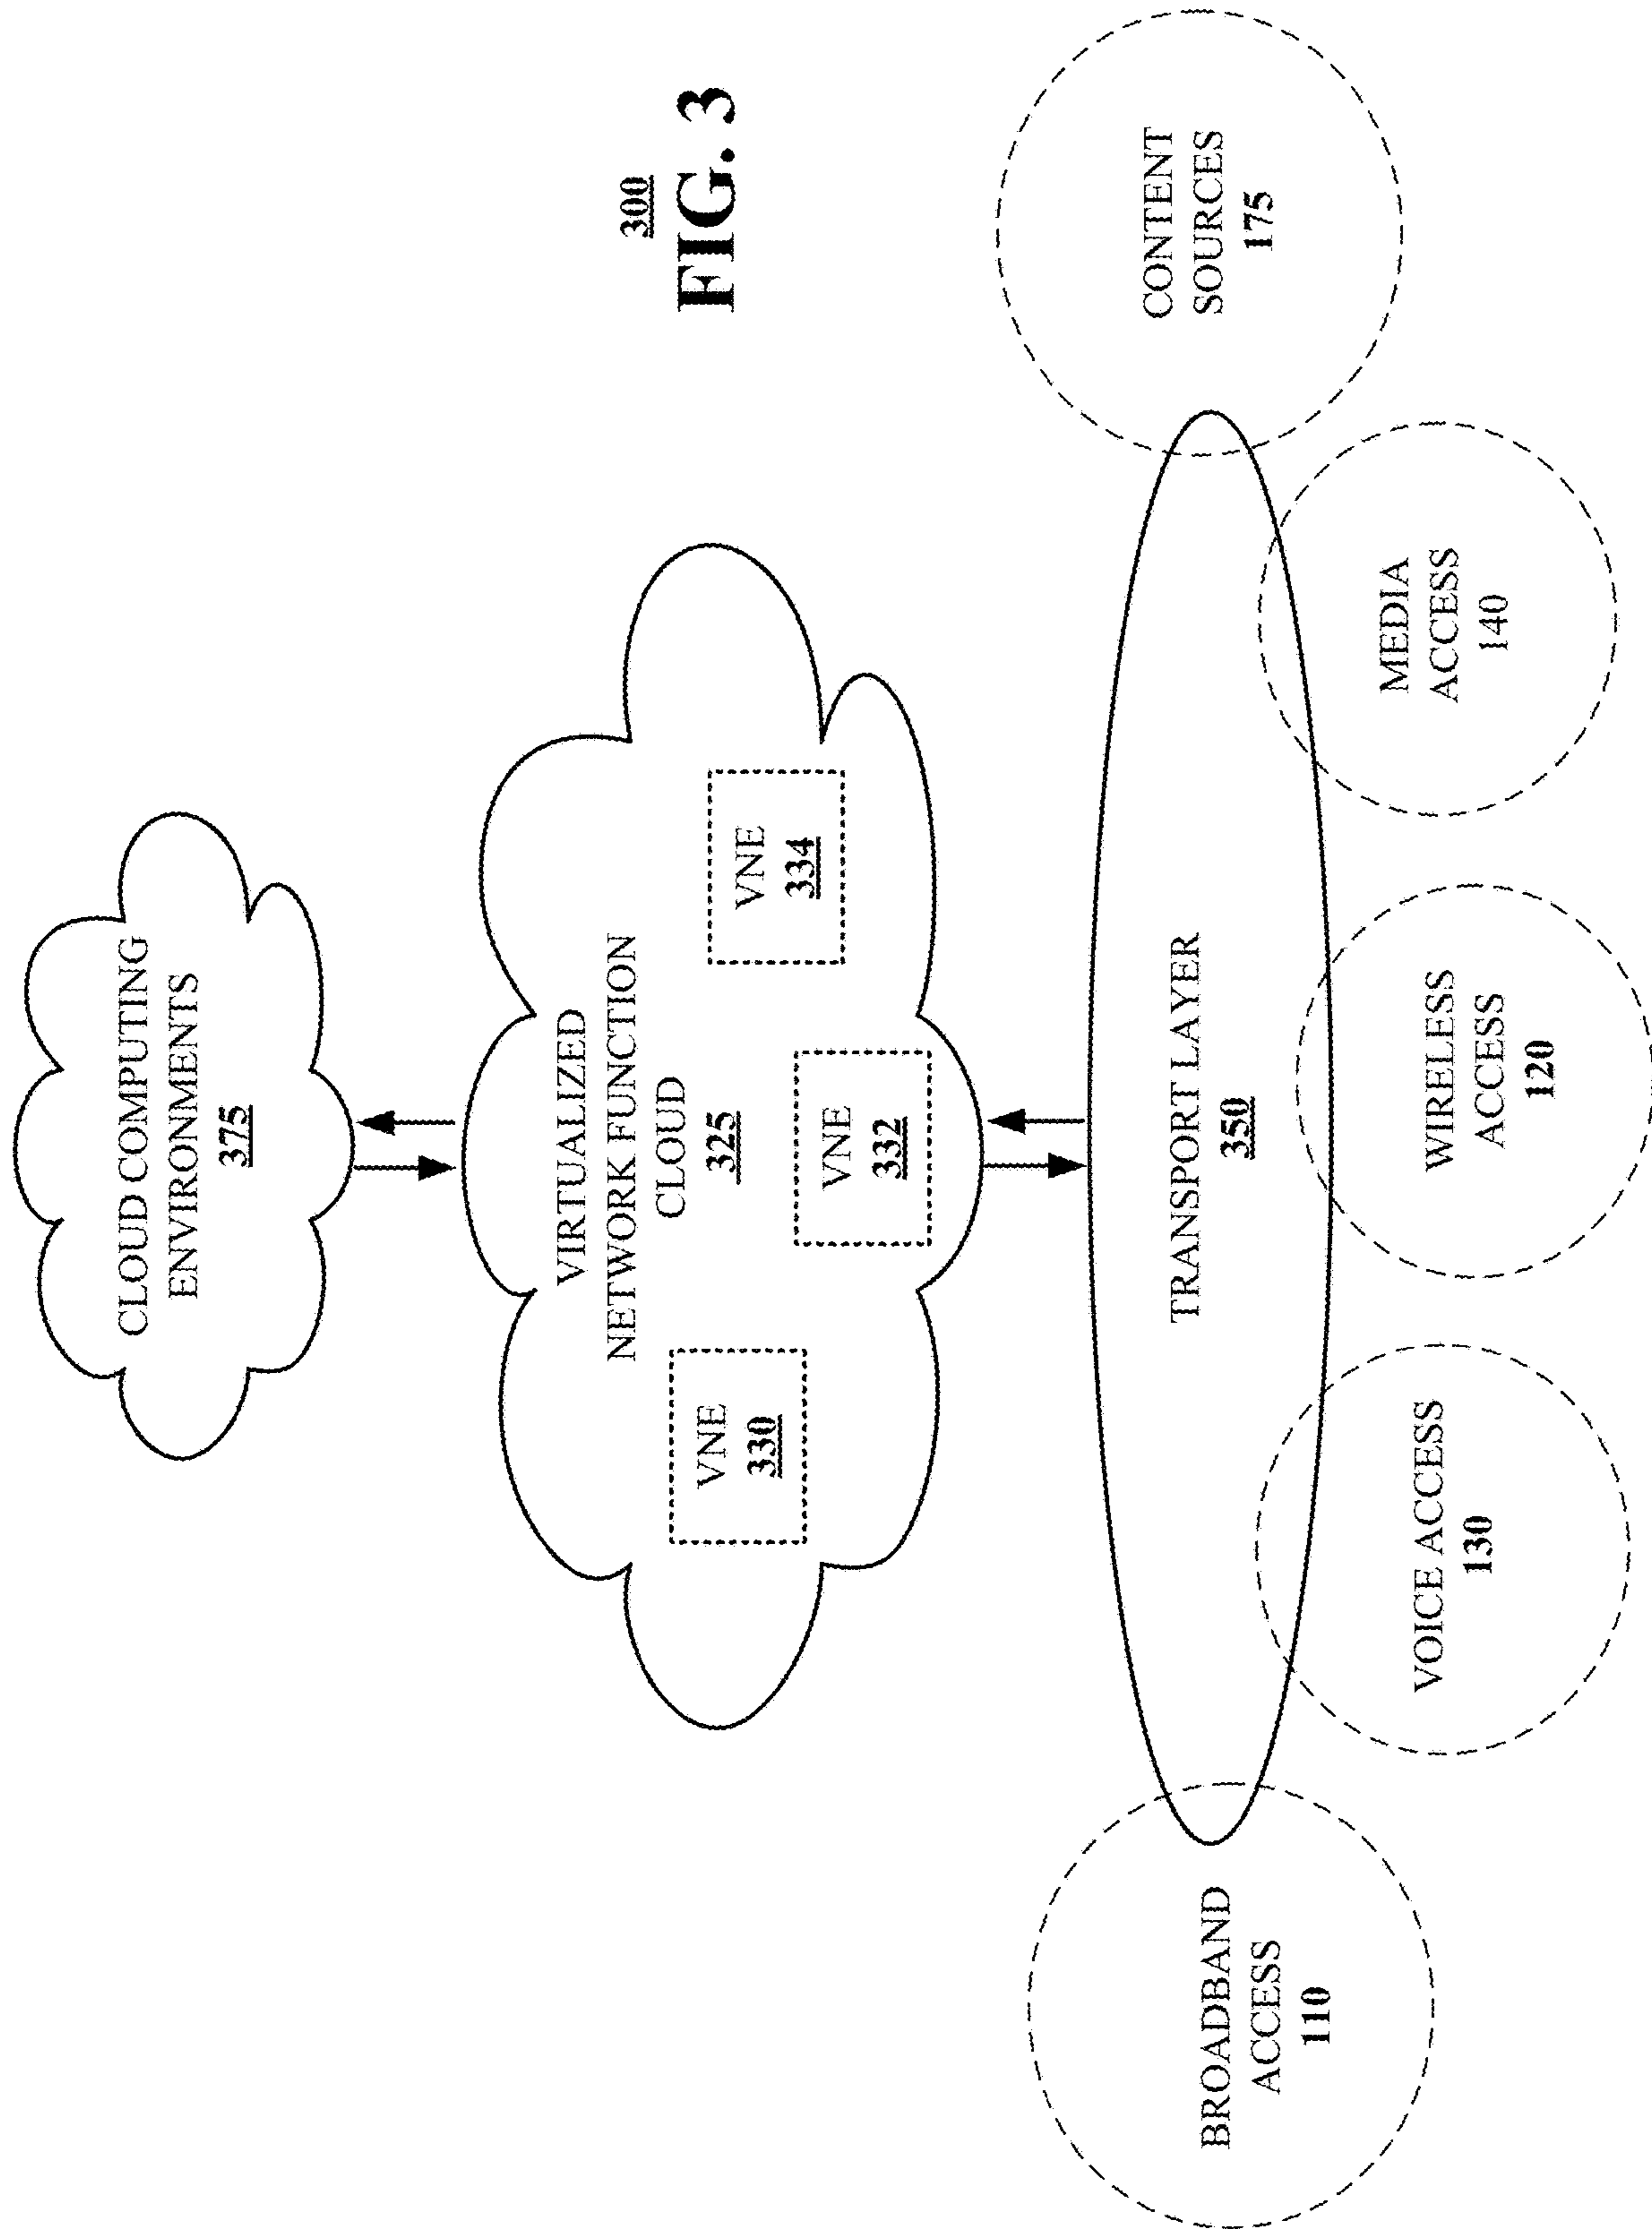 CLOUD COMPUTING
ENVIRONMENTS
375
300
FIG. 3
VIRTUALIZED
NETWORK FUNCTION
CLOUD
325
VNE
330
VNE
332
VNE
334
TRANSPORT LAYER
350
BROADBAND
ACCESS
110
VOICE ACCESS
130
WIRELESS
ACCESS
120
MEDIA
ACCESS
140
CONTENT
SOURCES
175